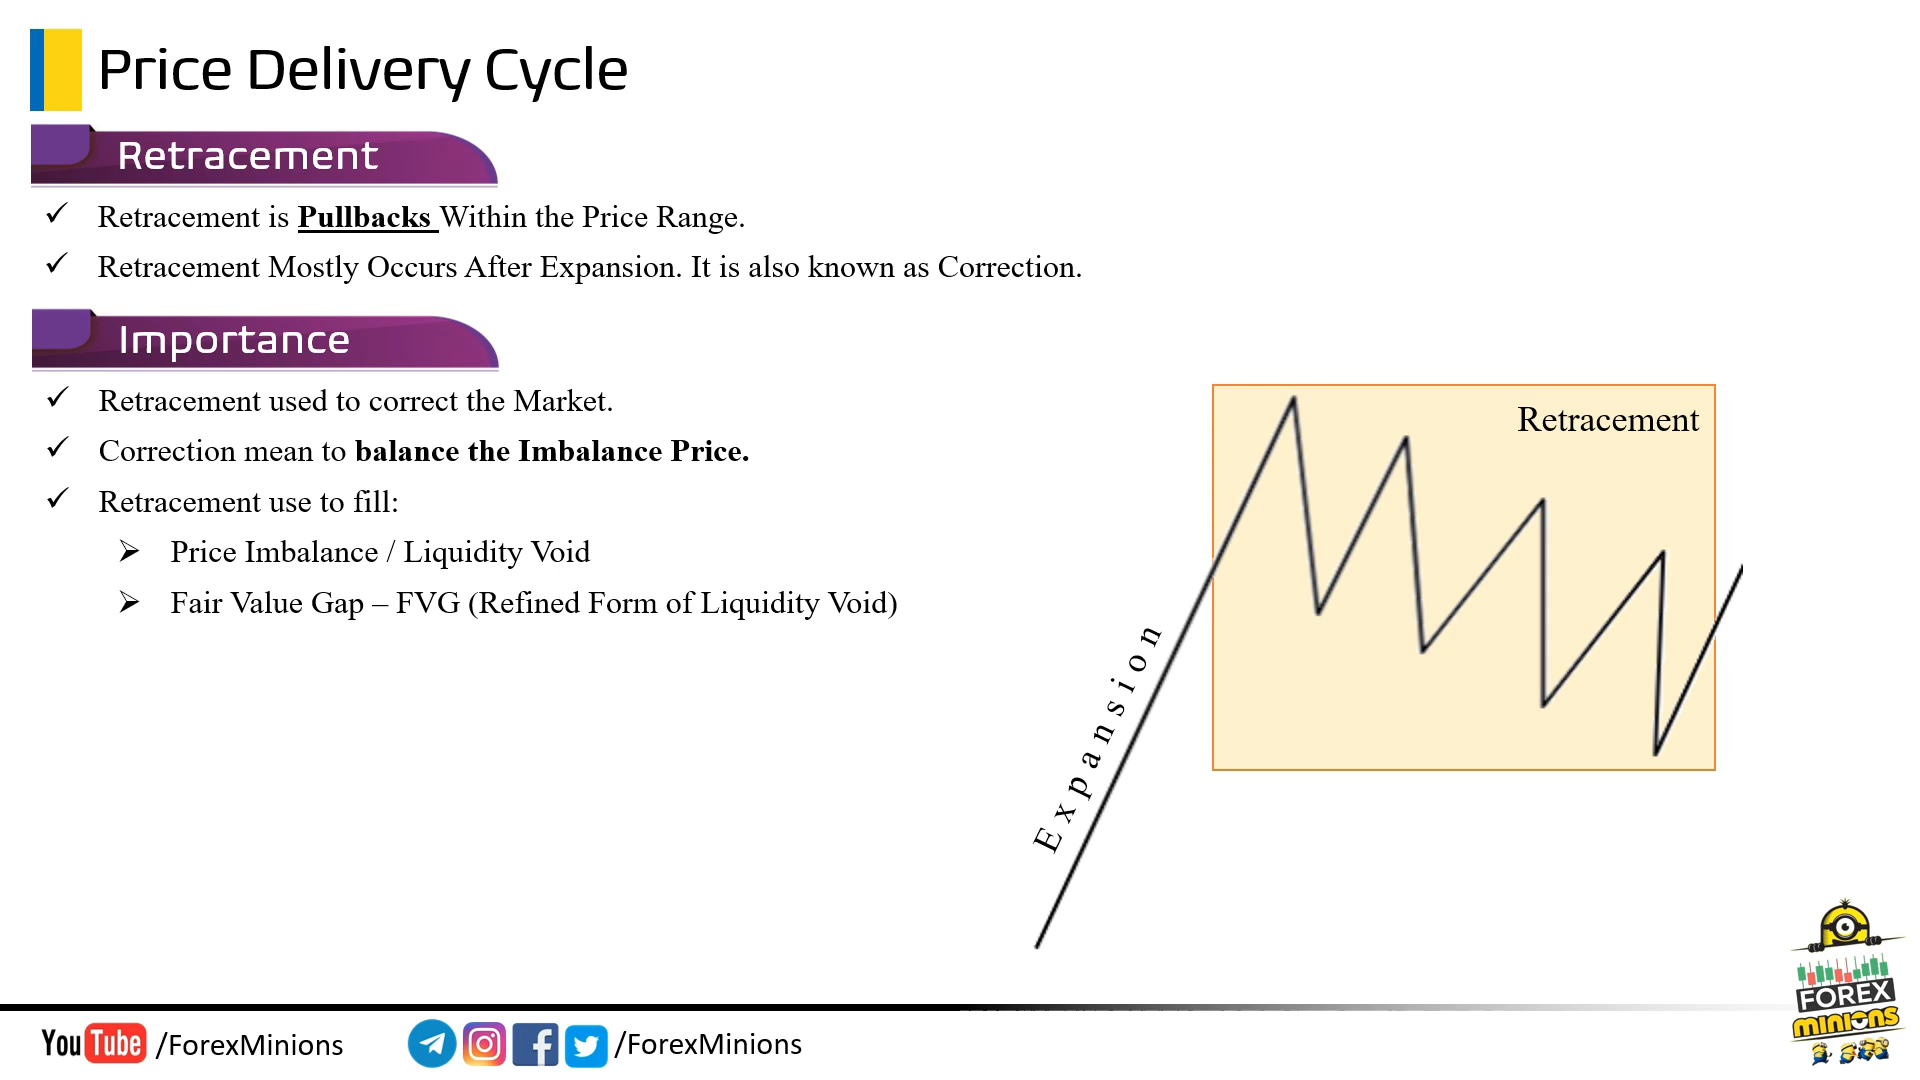 Price Delivery Cycle
Retracement
Retracement is Pullbacks Within the Price Range.
Retracement Mostly Occurs After Expansion. It is also known as Correction.
Importance
Retracement used to correct the Market.
Correction mean to balance the Imbalance Price.
Retracement use to fill:
Price Imbalance / Liquidity Void
Fair Value Gap – FVG (Refined Form of Liquidity Void)
Retracement
Expansion
YouTube /ForexMinions
/ForexMinions
FOREX
MINIONS